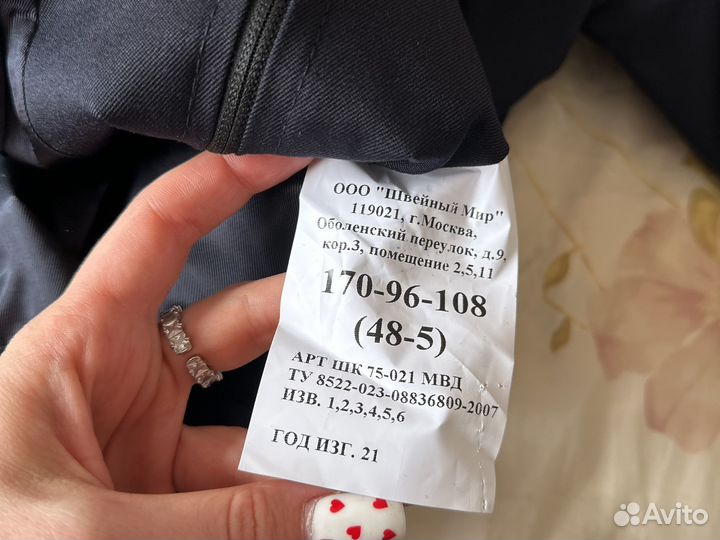 ООО "Швейный Мир"
119021, г.Москва.
Оболенский переулок, д.9,
кор.3, помещение 2,5,11
170-96-108
(48-5)
АРТ ШК 75-021 МВД
ТУ 8522-023-08836809-2007
ИЗВ. 1,2,3,4,5,6
ГОД ИЗГ. 21
Avito